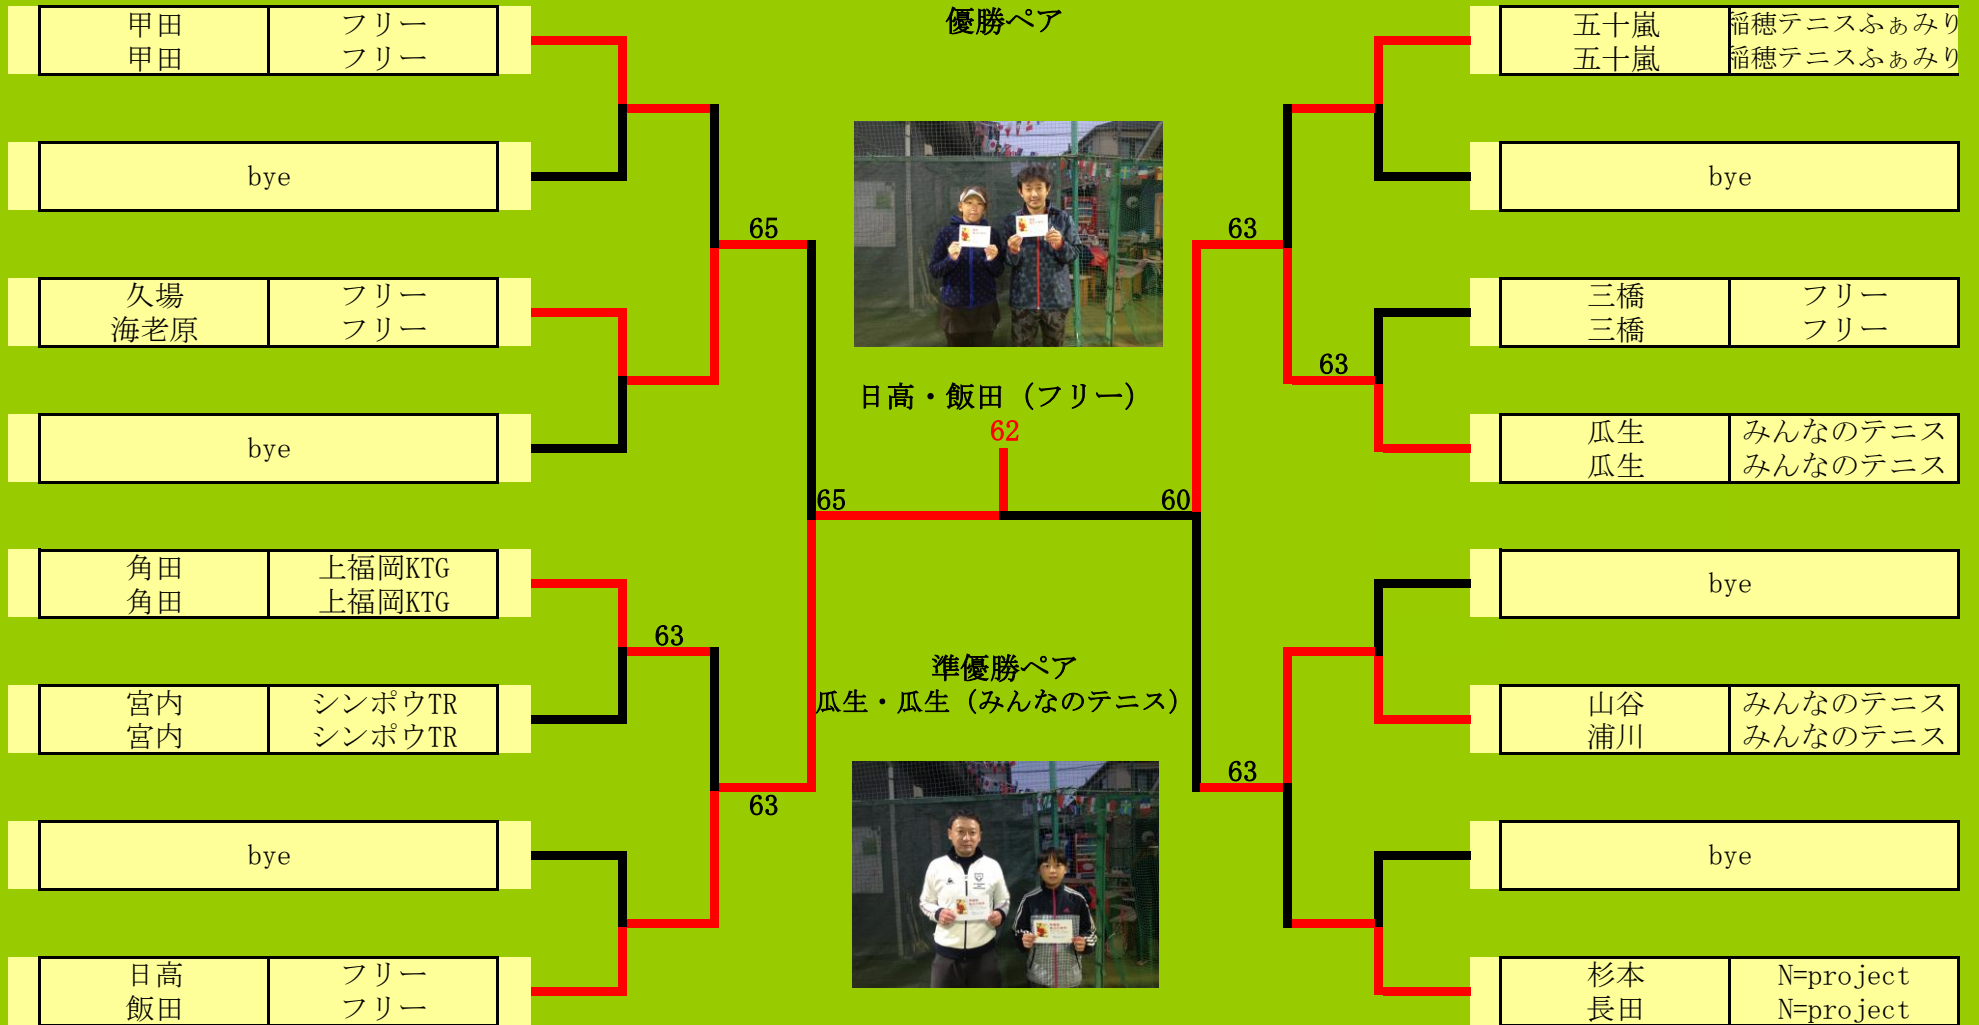 優勝ペア
甲田 フリー
甲田 フリー
bye
65
久場 フリー
海老原 フリー
bye
65
角田 上福岡KTG
角田 上福岡KTG
63
宮内 シンポウTR
宮内 シンポウTR
63
bye
日高 フリー
飯田 フリー
日高・飯田（フリー）
62
準優勝ペア
瓜生・瓜生（みんなのテニス）
五十嵐 稲穂テニスふぁみり
五十嵐 稲穂テニスふぁみり
bye
63
三橋 フリー
三橋 フリー
63
瓜生 みんなのテニス
瓜生 みんなのテニス
60
bye
山谷 みんなのテニス
浦川 みんなのテニス
63
bye
杉本 N=project
長田 N=project